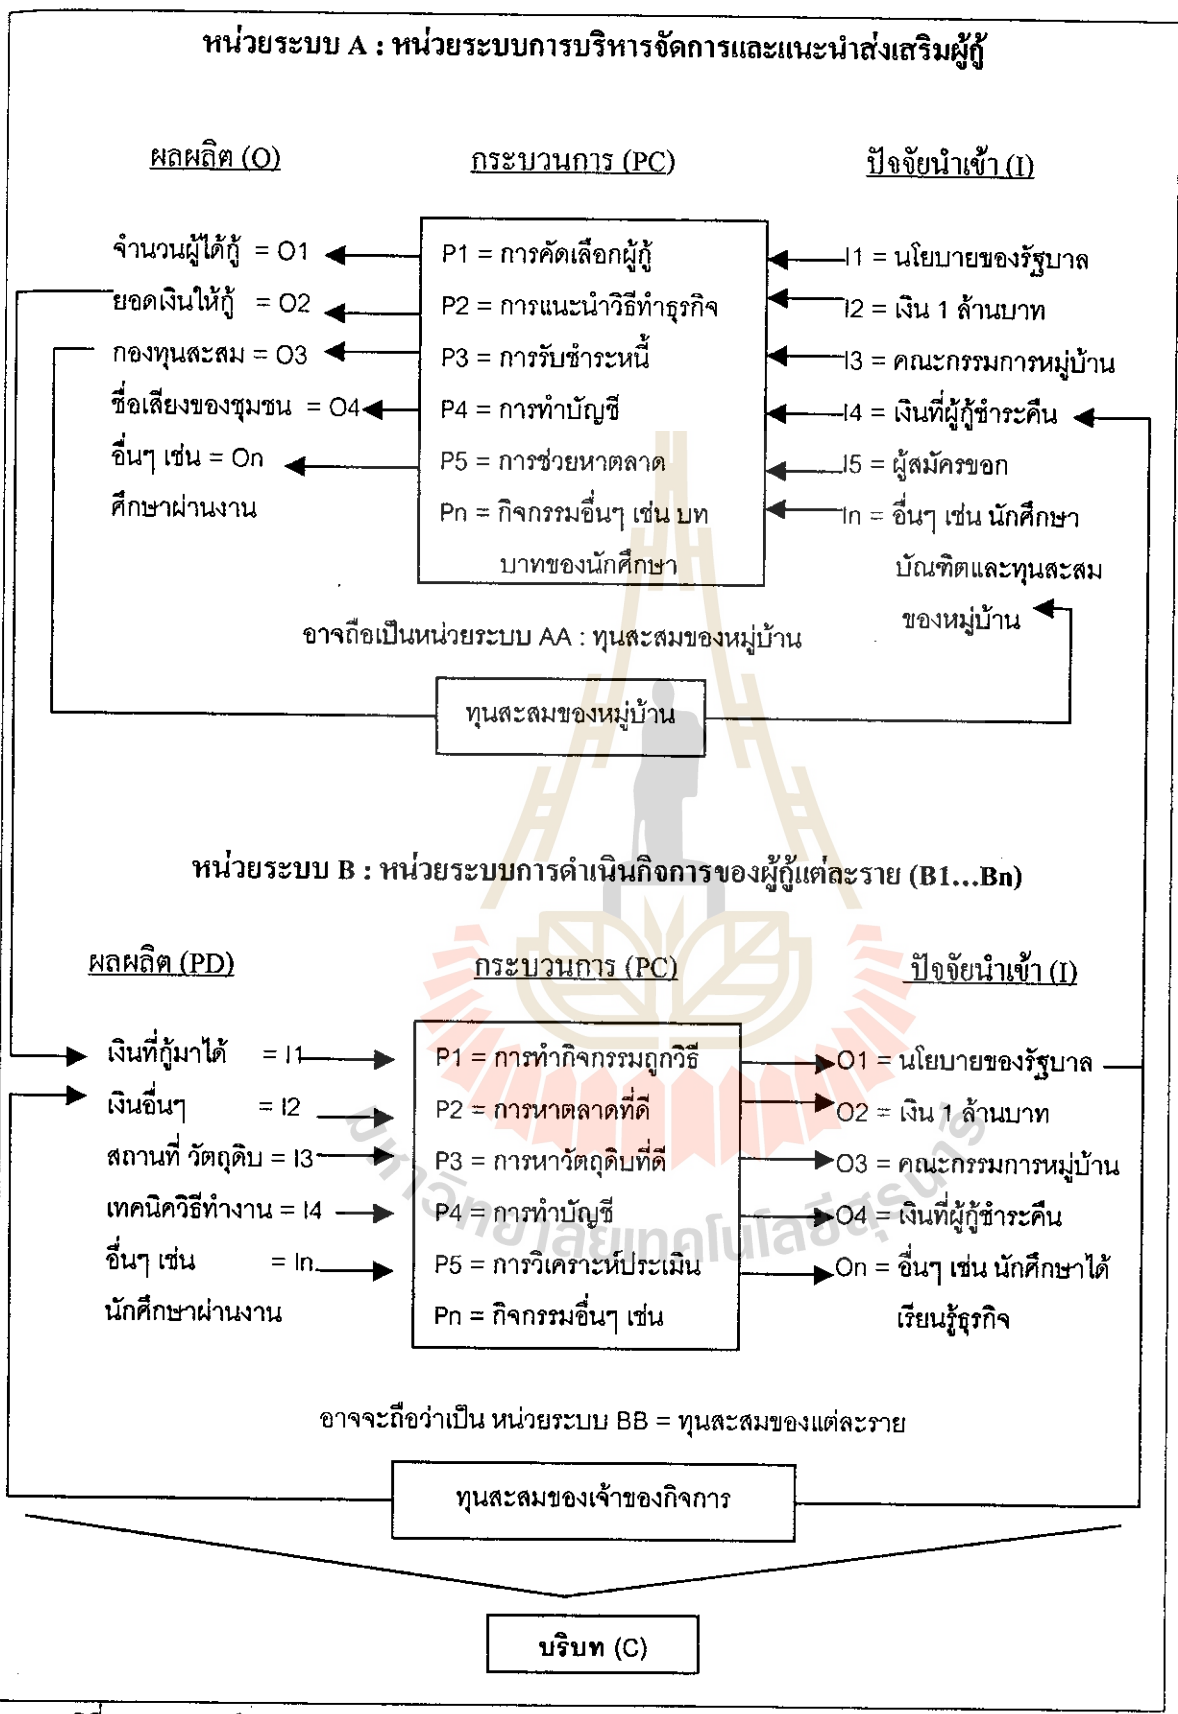 หน่วยระบบ A : หน่วยระบบการบริหารจัดการและแนะนำส่งเสริมผู้กู้
ผลผลิต (O) กระบวนการ (PC) ปัจจัยนำเข้า (I)
จำนวนผู้ได้กู้ = O1 P1 = การคัดเลือกผู้กู้ I1 = นโยบายของรัฐบาล
ยอดเงินให้กู้ = O2 P2 = การแนะนำวิธีทำธุรกิจ I2 = เงิน 1 ล้านบาท
กองทุนสะสม = O3 P3 = การรับชำระหนี้ I3 = คณะกรรมการหมู่บ้าน
ชื่อเสียงของชุมชน = O4 P4 = การทำบัญชี I4 = เงินที่ผู้กู้ชำระคืน
อื่นๆ เช่น = On P5 = การช่วยหาตลาด I5 = ผู้สมัครขอก
ศึกษาผ่านงาน Pn = กิจกรรมอื่นๆ เช่น บท In = อื่นๆ เช่น นักศึกษา
บาทของนักศึกษา บัณฑิตและทุนสะสม
ของหมู่บ้าน
อาจถือเป็นหน่วยระบบ AA : ทุนสะสมของหมู่บ้าน
ทุนสะสมของหมู่บ้าน
หน่วยระบบ B : หน่วยระบบการดำเนินกิจการของผู้กู้แต่ละราย (B1...Bn)
ผลผลิต (PD) กระบวนการ (PC) ปัจจัยนำเข้า (I)
เงินที่กู้มาได้ = I1 P1 = การทำกิจกรรมถูกวิธี O1 = นโยบายของรัฐบาล
เงินอื่นๆ = I2 P2 = การหาตลาดที่ดี O2 = เงิน 1 ล้านบาท
สถานที่ วัตถุดิบ = I3 P3 = การหาวัตถุดิบที่ดี O3 = คณะกรรมการหมู่บ้าน
เทคนิควิธีทำงาน = I4 P4 = การทำบัญชี O4 = เงินที่ผู้กู้ชำระคืน
อื่นๆ เช่น = In P5 = การวิเคราะห์ประเมิน On = อื่นๆ เช่น นักศึกษาได้
นักศึกษาผ่านงาน Pn = กิจกรรมอื่นๆ เช่น เรียนรู้ธุรกิจ
มหาวิทยาลัยเทคโนโลยีสุรนารี
อาจจะถือว่าเป็น หน่วยระบบ BB = ทุนสะสมของแต่ละราย
ทุนสะสมของเจ้าของกิจการ
บริบท (C)